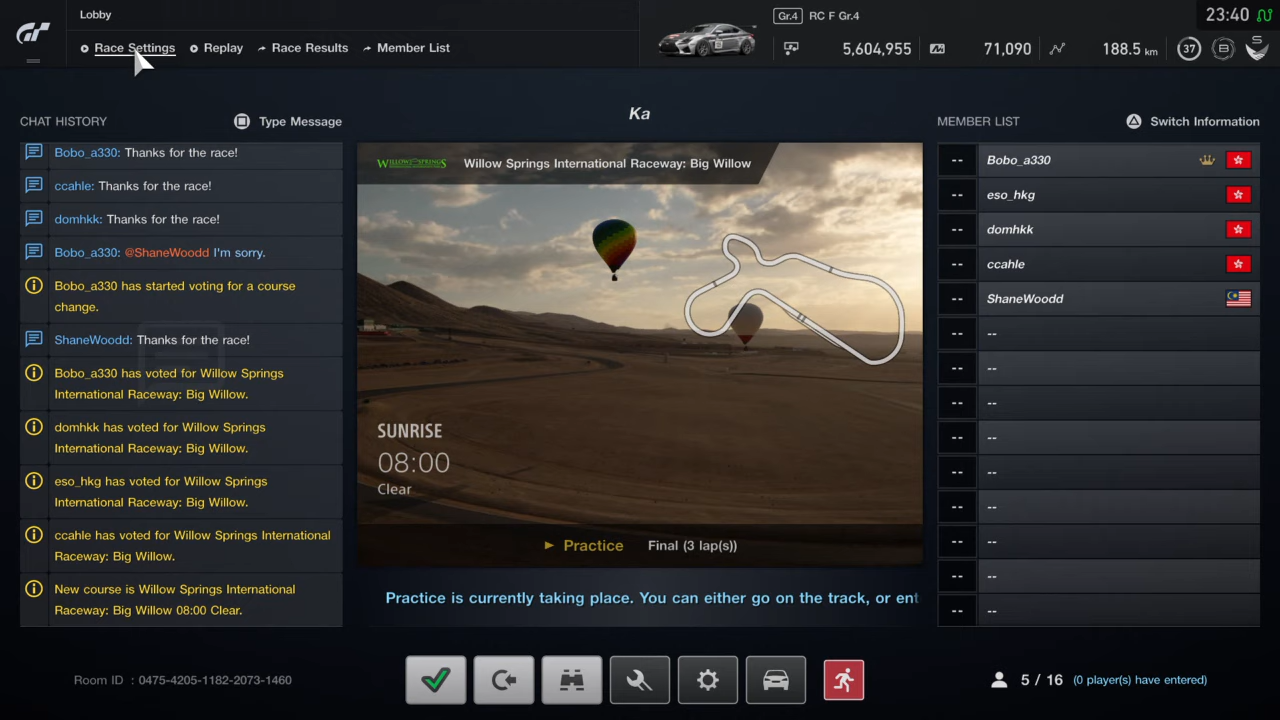 Lobby
Race Settings
Replay
Race Results
Member List
Gr.4
RC F Gr.4
23:40
5,604,955
71,090
188.5 km
37
B
S
Ka
CHAT HISTORY
Type Message
Bobo_a330: Thanks for the race!
ccahle: Thanks for the race!
domhkk: Thanks for the race!
Bobo_a330: @ShaneWoodd I'm sorry.
Bobo_a330 has started voting for a course
change.
ShaneWoodd: Thanks for the race!
Bobo_a330 has voted for Willow Springs
International Raceway: Big Willow.
domhkk has voted for Willow Springs
International Raceway: Big Willow.
eso_hkg has voted for Willow Springs
International Raceway: Big Willow.
ccahle has voted for Willow Springs International
Raceway: Big Willow.
New course is Willow Springs International
Raceway: Big Willow 08:00 Clear.
WILLOW SPRINGS
Willow Springs International Raceway: Big Willow
SUNRISE
08:00
Clear
Practice
Final (3 lap(s))
Practice is currently taking place. You can either go on the track, or ent
MEMBER LIST
Switch Information
-- Bobo_a330
-- eso_hkg
-- domhkk
-- ccahle
-- ShaneWoodd
-- --
-- --
-- --
-- --
-- --
-- --
-- --
-- --
-- --
Room ID : 0475-4205-1182-2073-1460
5 / 16
(0 player(s) have entered)